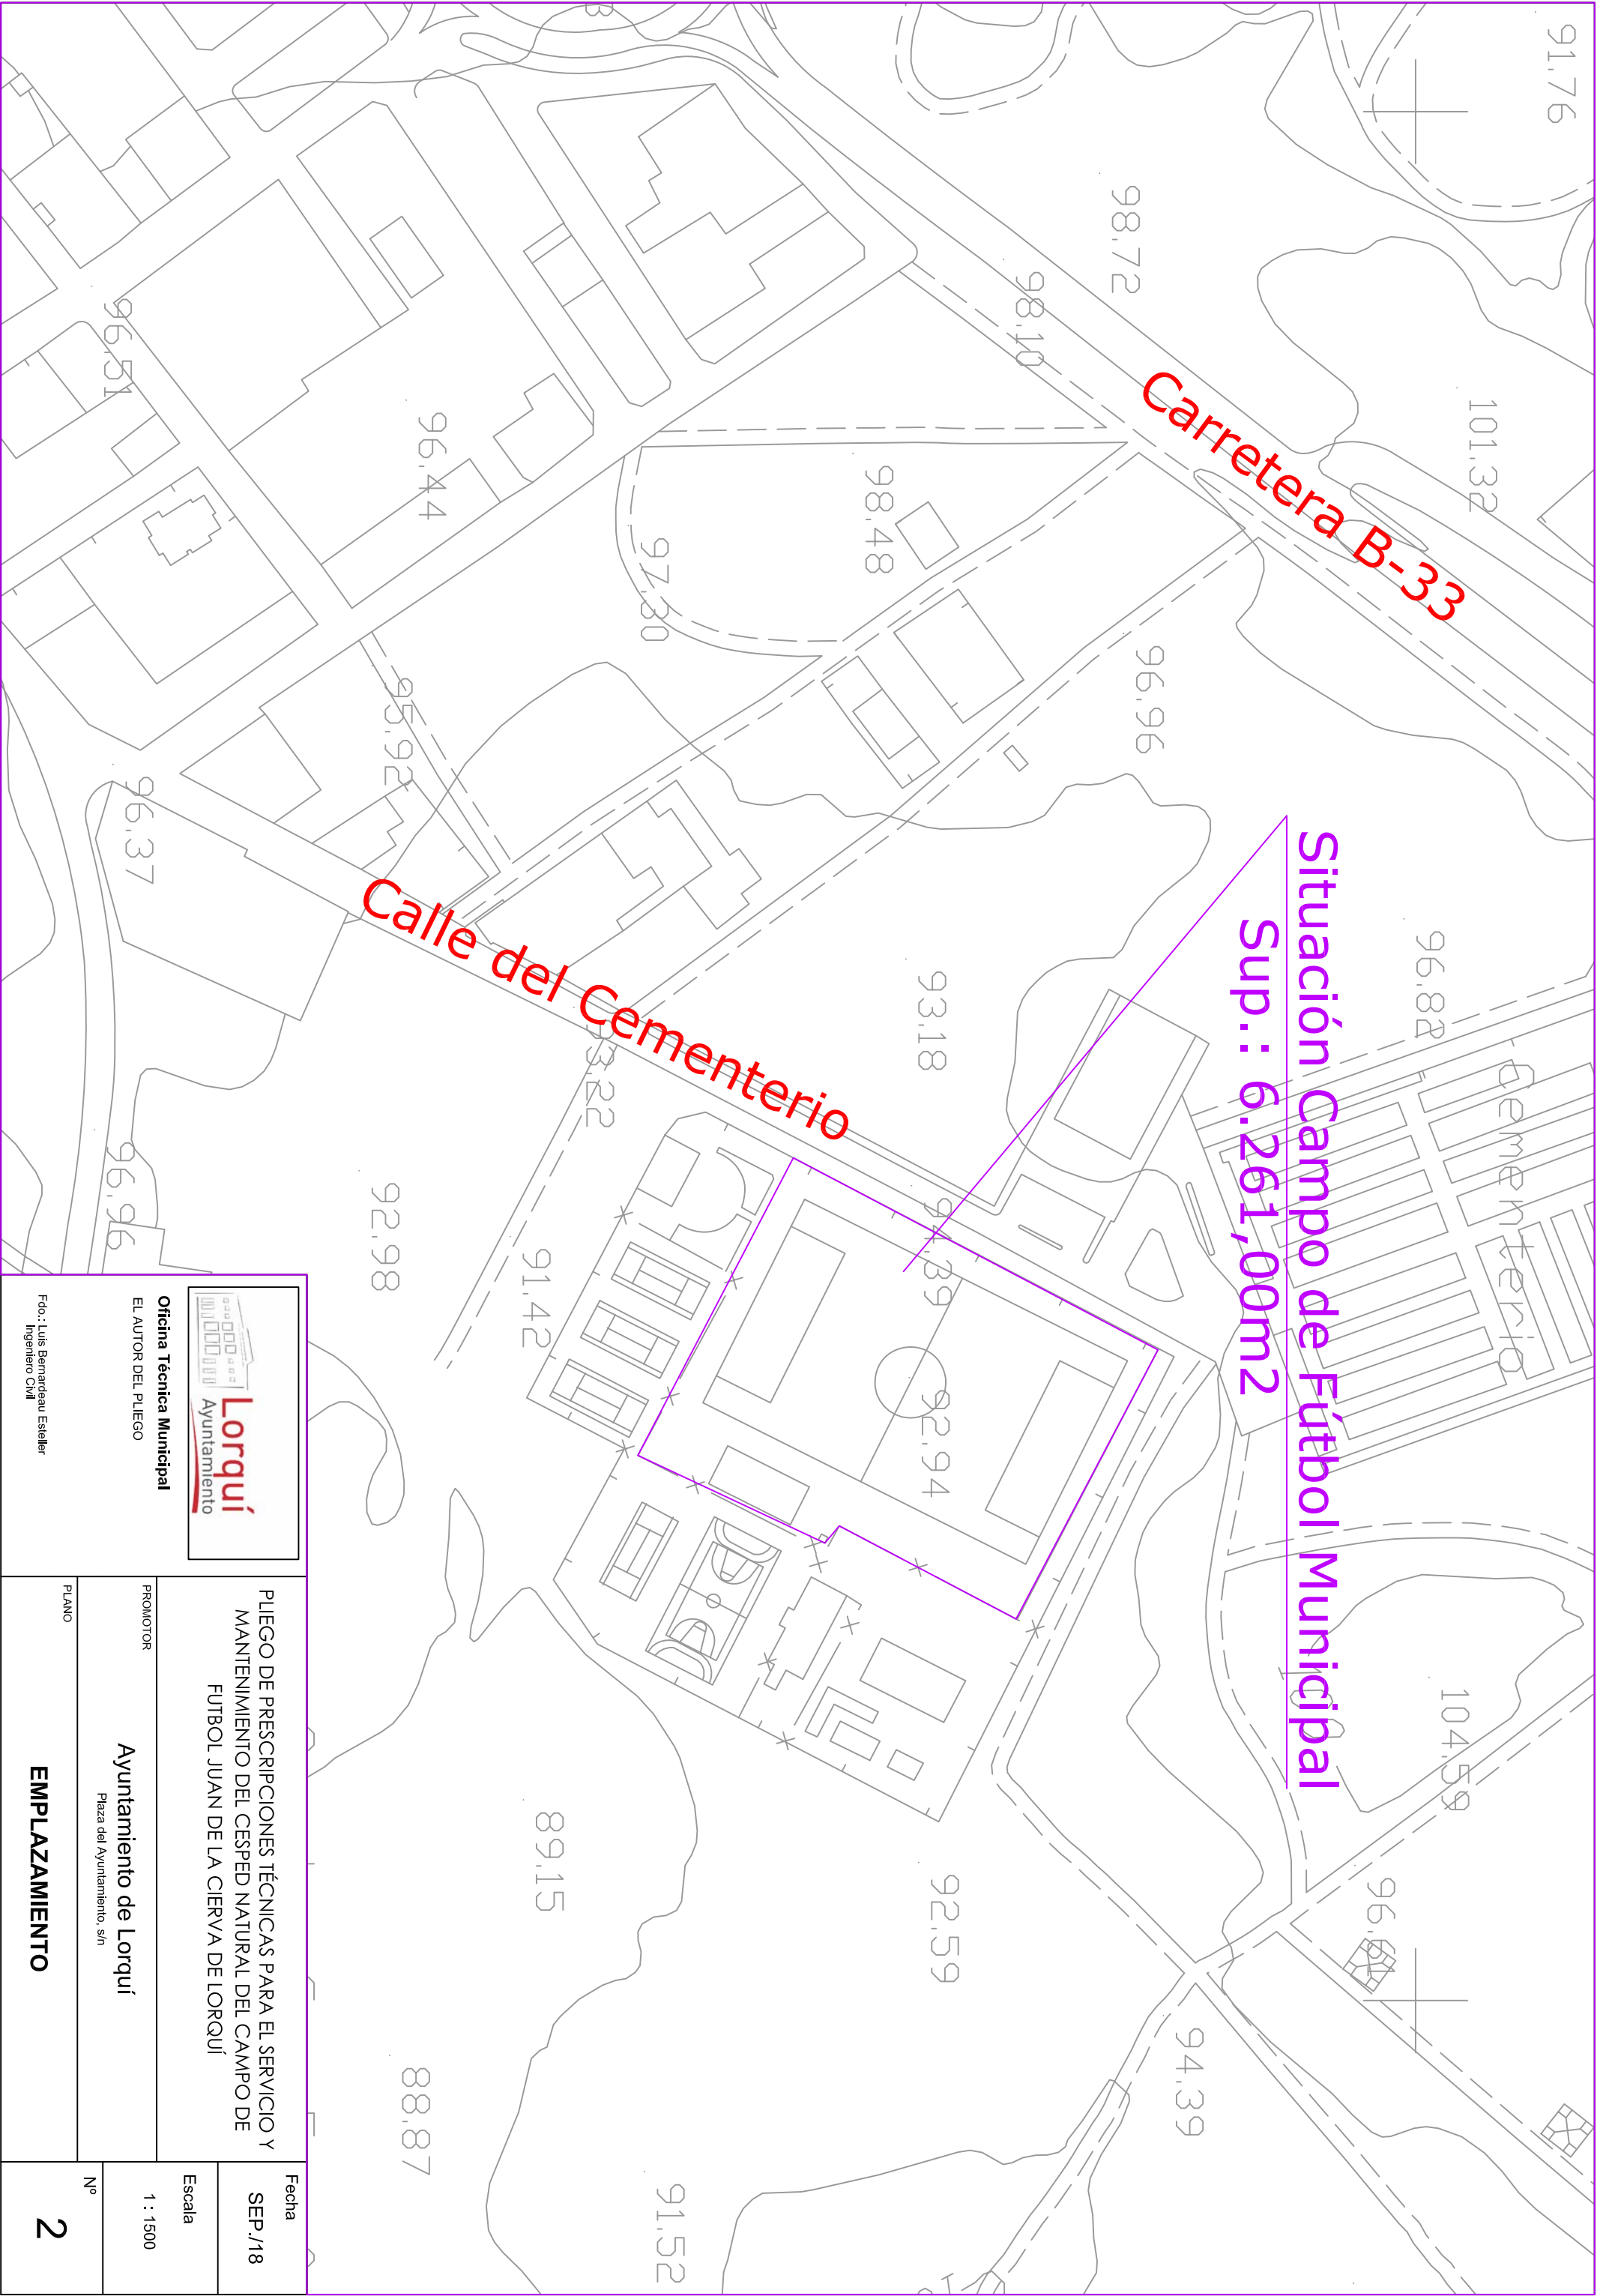 91.76
98.72
98.10
101.32
96.51
96.44
98.48
97.80
96.96
95.92
96.37
96.82
93.18
93.22
96.96
92.98
91.42
94.39
92.94
Cementerio
100
104.59
89.15
92.59
96.61
94.39
88.87
91.52
Carretera B-33
Calle del Cementerio
Situación Campo de Fútbol Municipal
Sup.: 6.261,00m2
Lorquí
Ayuntamiento
Oficina Técnica Municipal
EL AUTOR DEL PLIEGO
Fdo.: Luis Bernardeau Esteller
Ingeniero Civil
PLIEGO DE PRESCRIPCIONES TÉCNICAS PARA EL SERVICIO Y
MANTENIMIENTO DEL CESPED NATURAL DEL CAMPO DE
FUTBOL JUAN DE LA CIERVA DE LORQUÍ
PROMOTOR
Ayuntamiento de Lorquí
Plaza del Ayuntamiento, s/n
PLANO
EMPLAZAMIENTO
Fecha
SEP./18
Escala
1 : 1500
Nº
2